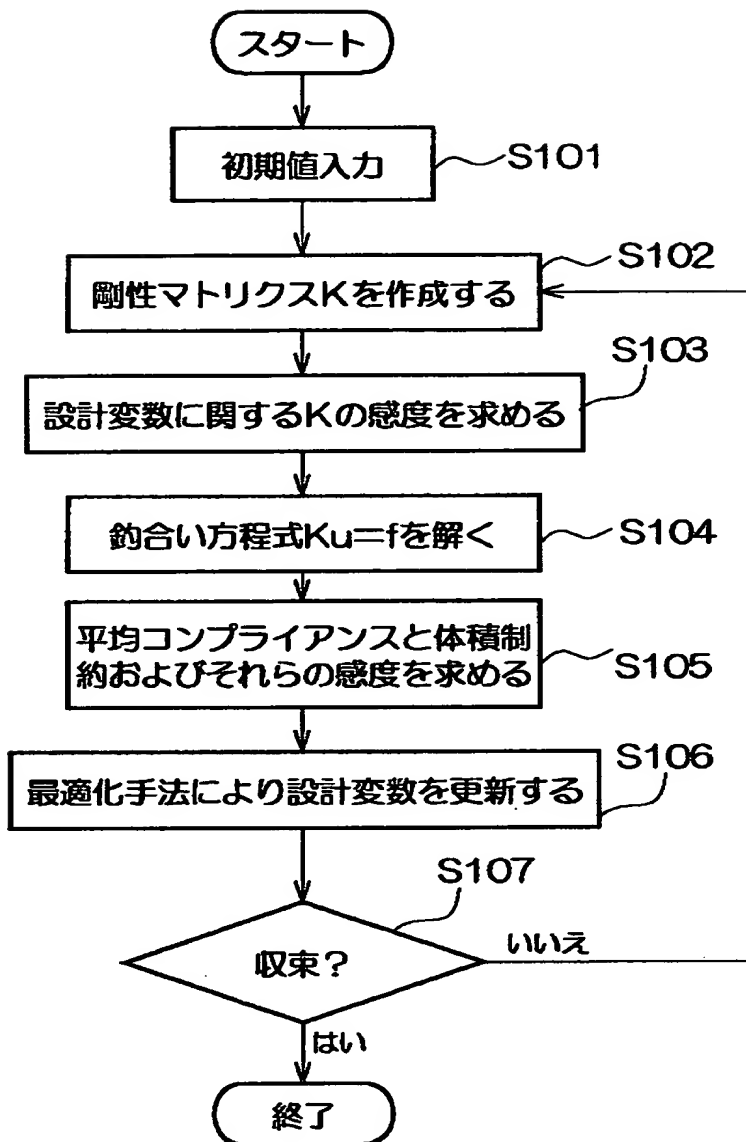 スタート
初期値入力
S101
剛性マトリクスKを作成する
S102
設計変数に関するKの感度を求める
S103
釣合い方程式Ku=fを解く
S104
平均コンプライアンスと体積制
約およびそれらの感度を求める
S105
最適化手法により設計変数を更新する
S106
収束?
S107
いいえ
はい
終了